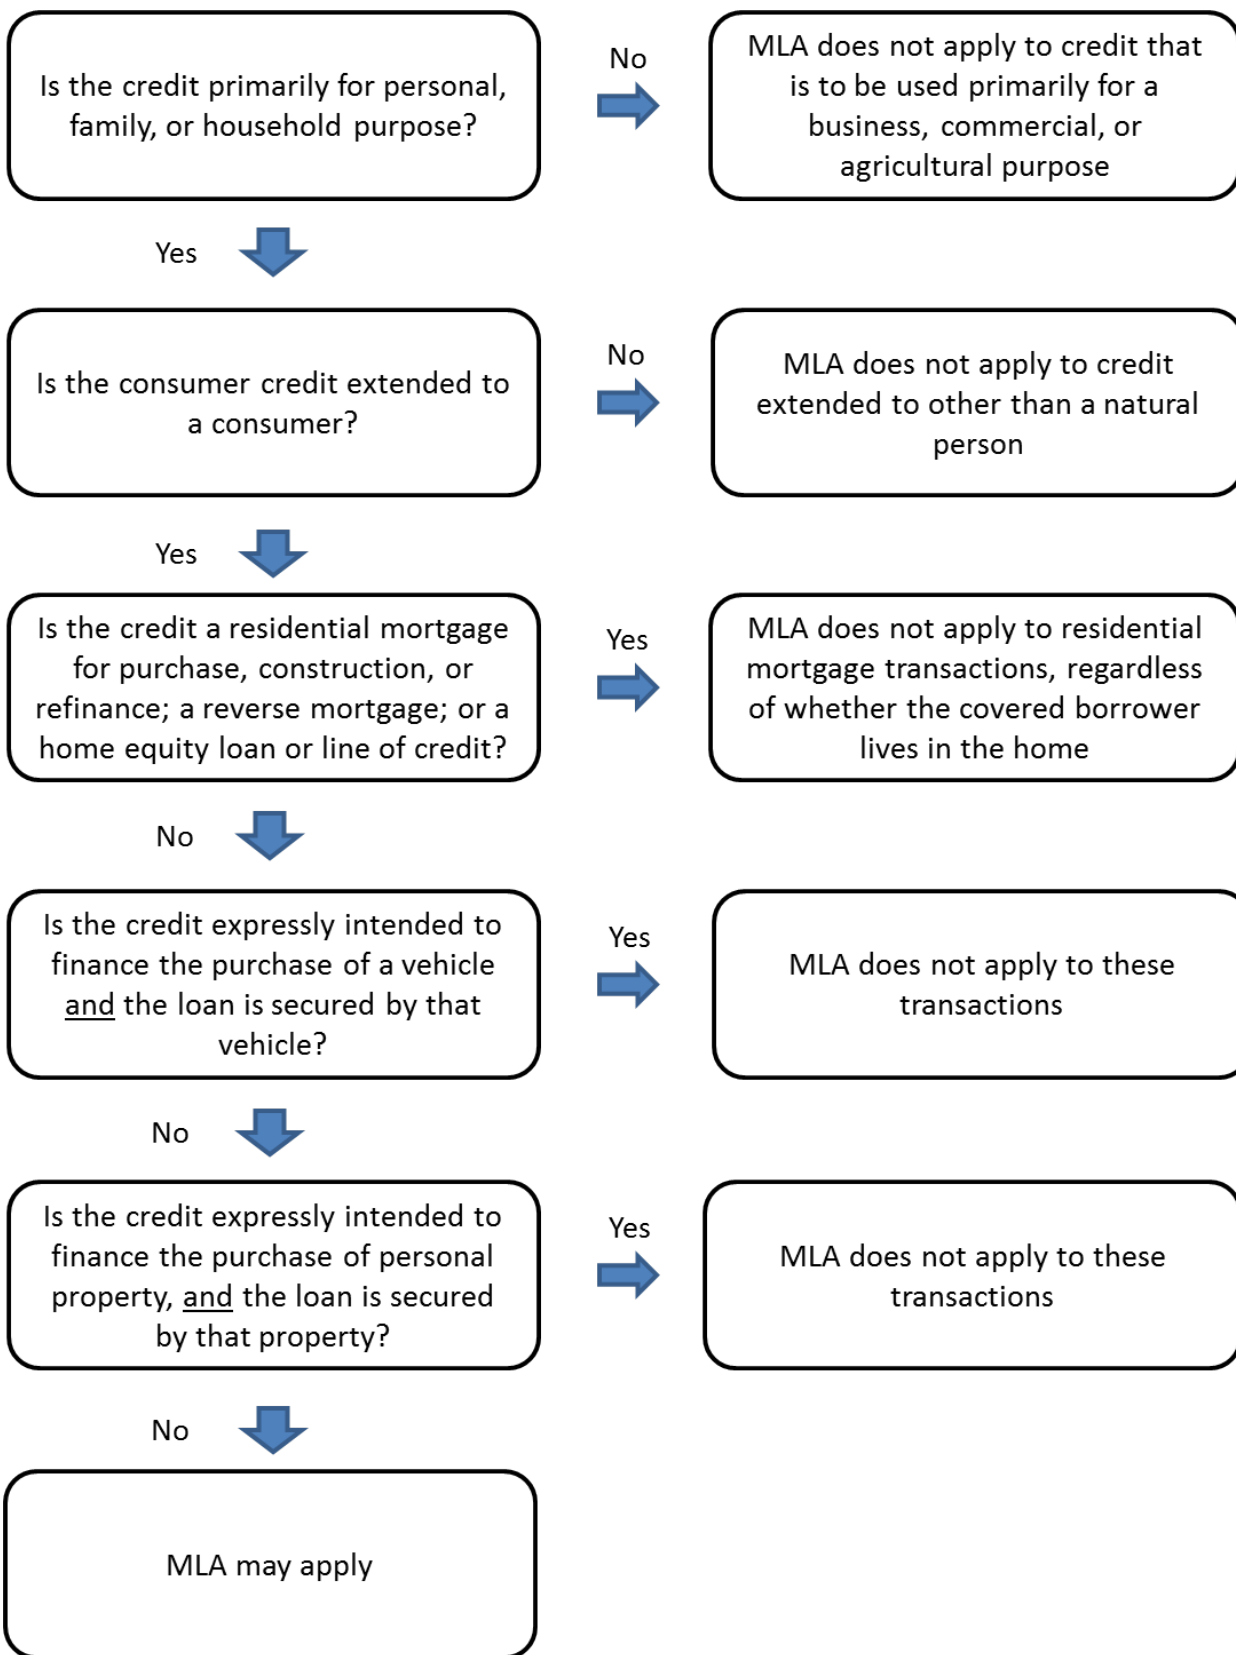 Is the credit primarily for personal,
family, or household purpose?
No
MLA does not apply to credit that
is to be used primarily for a
business, commercial, or
agricultural purpose
Yes
Is the consumer credit extended to
a consumer?
No
MLA does not apply to credit
extended to other than a natural
person
Yes
Is the credit a residential mortgage
for purchase, construction, or
refinance; a reverse mortgage; or a
home equity loan or line of credit?
Yes
MLA does not apply to residential
mortgage transactions, regardless
of whether the covered borrower
lives in the home
No
Is the credit expressly intended to
finance the purchase of a vehicle
and the loan is secured by that
vehicle?
Yes
MLA does not apply to these
transactions
No
Is the credit expressly intended to
finance the purchase of personal
property, and the loan is secured
by that property?
Yes
MLA does not apply to these
transactions
No
MLA may apply